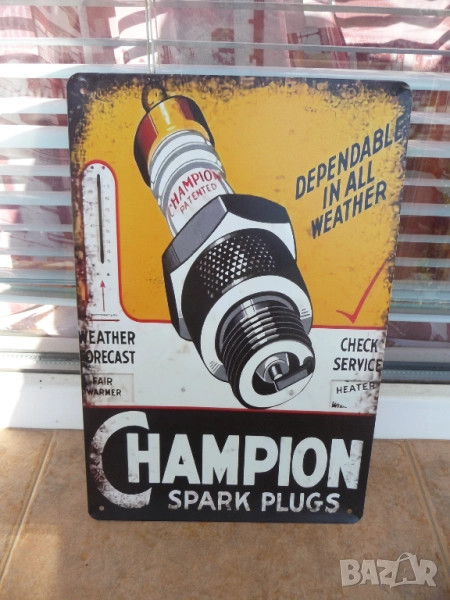 CHAMPION
PATENTED
DEPENDABLE
IN ALL
WEATHER
WEATHER
FORECAST
FAIR
WARMER
CHECK
SERVICE
HEATER
CHAMPION
SPARK PLUGS
BAZAR